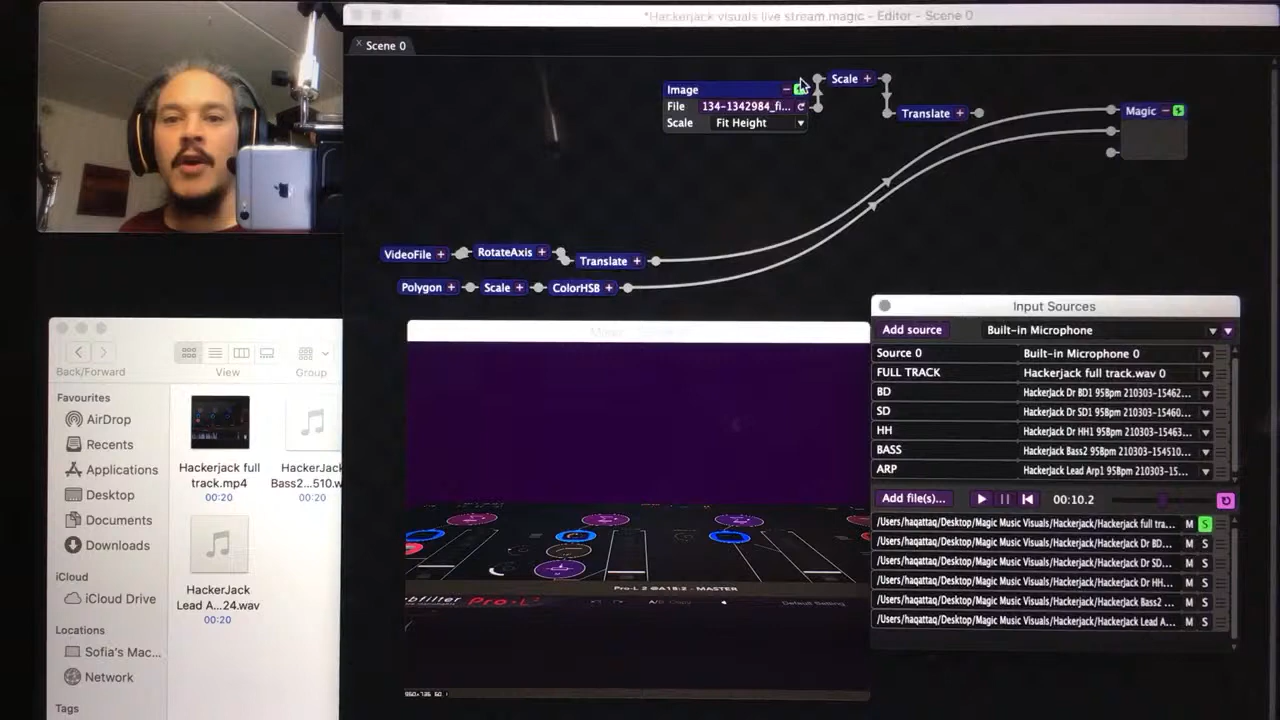 *Hackerjack visuals live stream.magic - Editor - Scene 0
Scene 0
Image
File 134-1342984_fi...
Scale Fit Height
Scale
Translate
Magic
VideoFile
RotateAxis
Translate
Polygon
Scale
ColorHSB
Back/Forward
View
Group
Favourites
AirDrop
Recents
Applications
Desktop
Documents
Downloads
iCloud
iCloud Drive
Locations
Sofia's Mac...
Network
Tags
Hackerjack full
track.mp4
00:20
HackerJac
Bass2...510.w
00:20
HackerJack
Lead A...24.wav
00:20
Pro-L 2 @A19:2 - MASTER
Pro-L
Default Setting
Input Sources
Add source Built-in Microphone
Source 0 Built-in Microphone 0
FULL TRACK Hackerjack full track.wav 0
BD HackerJack Dr BD1 95Bpm 210303-15462...
SD HackerJack Dr SD1 95Bpm 210303-15460...
HH HackerJack Dr HH1 95Bpm 210303-15463...
BASS HackerJack Bass2 95Bpm 210303-154510...
ARP HackerJack Lead Arp1 95Bpm 210303-15...
Add file(s)... 00:10.2
/Users/haqattaq/Desktop/Magic Music Visuals/Hackerjack/Hackerjack full tra... M S
/Users/haqattaq/Desktop/Magic Music Visuals/Hackerjack/HackerJack Dr BD... M S
/Users/haqattaq/Desktop/Magic Music Visuals/Hackerjack/HackerJack Dr SD... M S
/Users/haqattaq/Desktop/Magic Music Visuals/Hackerjack/HackerJack Dr HH... M S
/Users/haqattaq/Desktop/Magic Music Visuals/Hackerjack/HackerJack Bass2 ... M S
/Users/haqattaq/Desktop/Magic Music Visuals/Hackerjack/HackerJack Lead A... M S